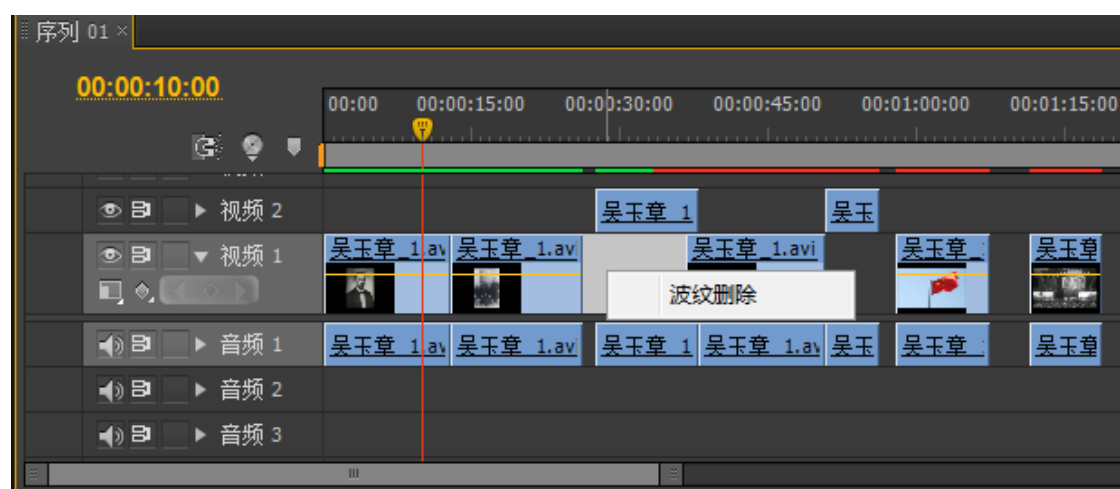 序列 01 ×
00:00:10:00
00:00 00:00:15:00 00:00:30:00 00:00:45:00 00:01:00:00 00:01:15:00
视频 2 吴玉章_1 吴玉
视频 1 吴玉章_1.av 吴玉章_1.avi 吴玉章_1.avi 吴玉章_ 吴玉章
波纹删除
音频 1 吴玉章_1.av 吴玉章_1.avi 吴玉章_1 吴玉章_1.av 吴玉 吴玉章_ 吴玉章
音频 2
音频 3